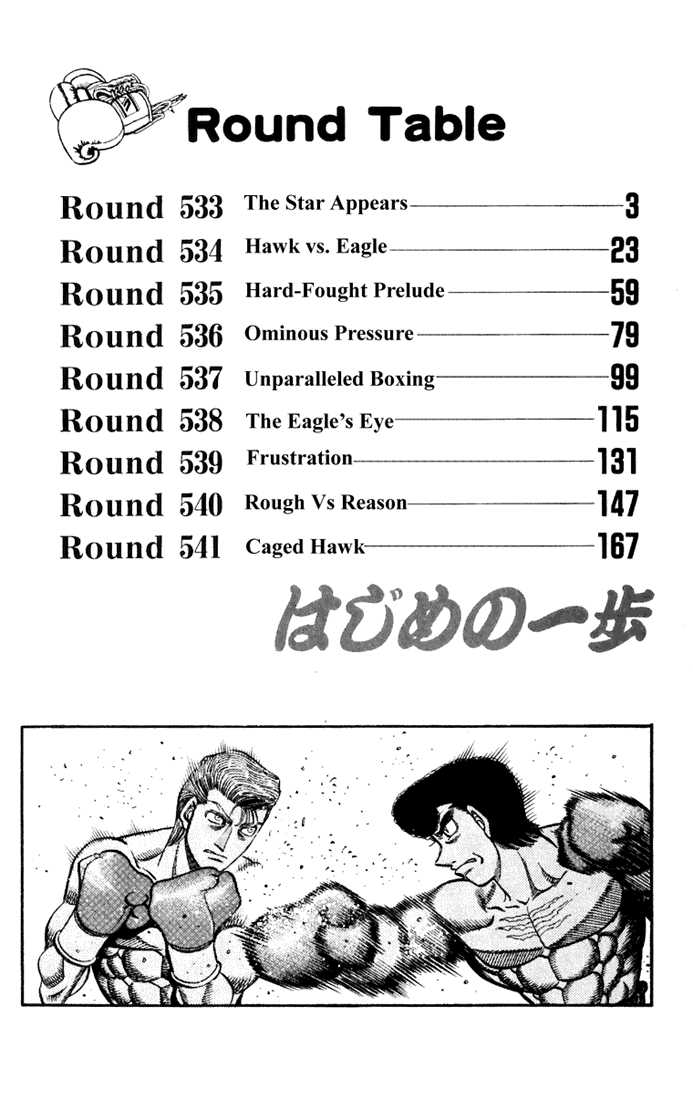 Round Table
Round 533 The Star Appears 3
Round 534 Hawk vs. Eagle 23
Round 535 Hard-Fought Prelude 59
Round 536 Ominous Pressure 79
Round 537 Unparalleled Boxing 99
Round 538 The Eagle's Eye 115
Round 539 Frustration 131
Round 540 Rough Vs Reason 147
Round 541 Caged Hawk 167
はじめの一歩